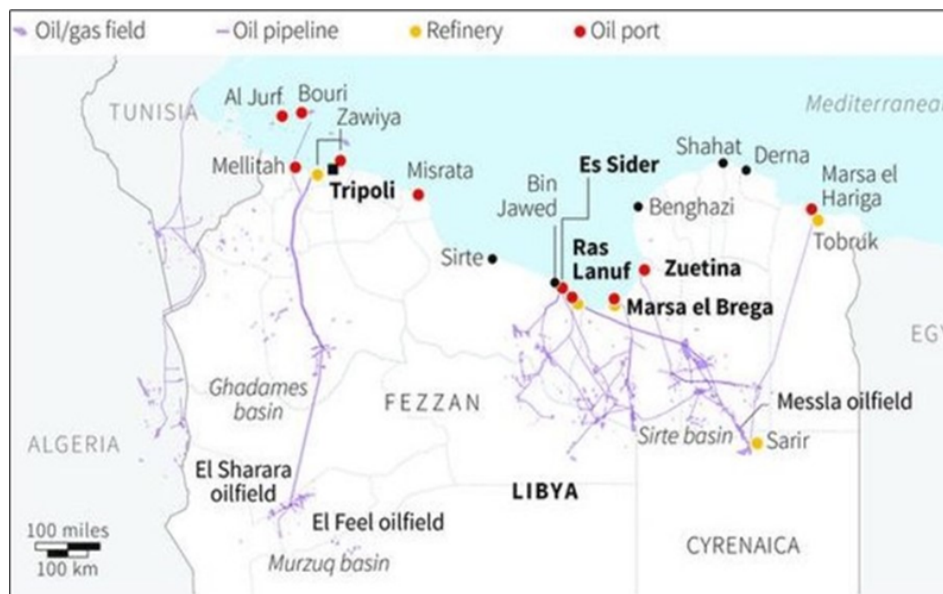 Oil/gas field
Oil pipeline
Refinery
Oil port
TUNISIA
Al Jurf
Bouri
Zawiya
Mediterranean
Mellitah
Tripoli
Misrata
Sirte
Bin
Jawed
Es Sider
Ras
Lanuf
Benghazi
Shahat
Derna
Marsa el
Hariga
Tobruk
Zuetina
Marsa el Brega
EGY
Ghadames
basin
FEZZAN
Messla oilfield
Sirte basin
Sarir
ALGERIA
El Sharara
oilfield
LIBYA
El Feel oilfield
100 miles
100 km
Murzuq basin
CYRENAICA